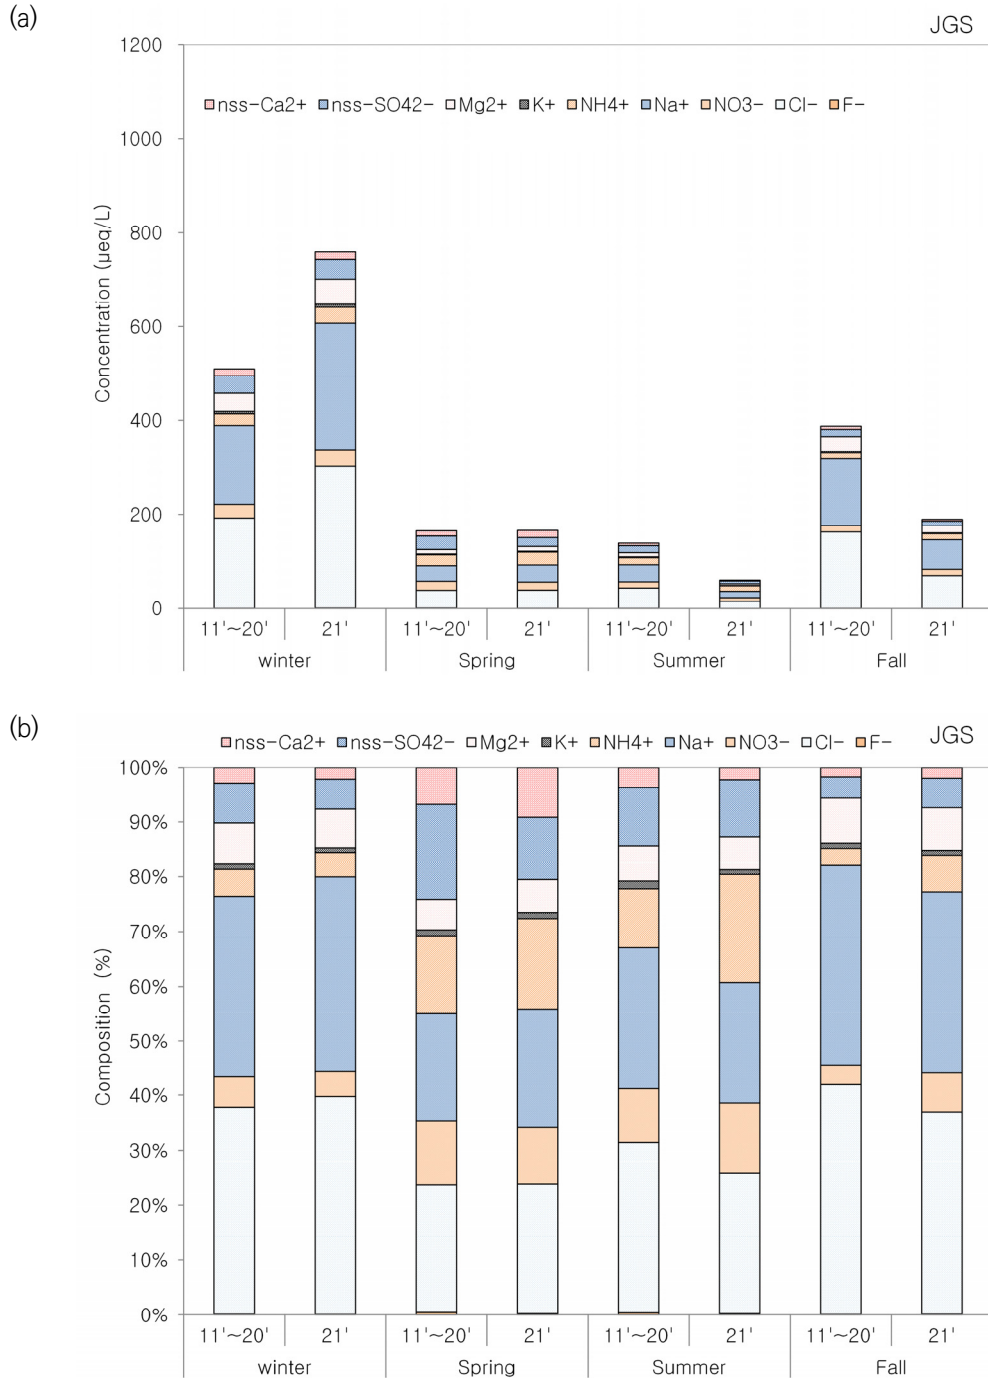 (a)
JGS
1200
nss-Ca2+ nss-SO42- Mg2+ K+ NH4+ Na+ NO3- Cl- F-
1000
800
600
400
200
0
Concentration (µeq/L)
11'~20' 21' 11'~20' 21' 11'~20' 21' 11'~20' 21'
winter Spring Summer Fall
(b)
JGS
nss-Ca2+ nss-SO42- Mg2+ K+ NH4+ Na+ NO3- Cl- F-
100%
90%
80%
70%
60%
50%
40%
30%
20%
10%
0%
Composition (%)
11'~20' 21' 11'~20' 21' 11'~20' 21' 11'~20' 21'
winter Spring Summer Fall